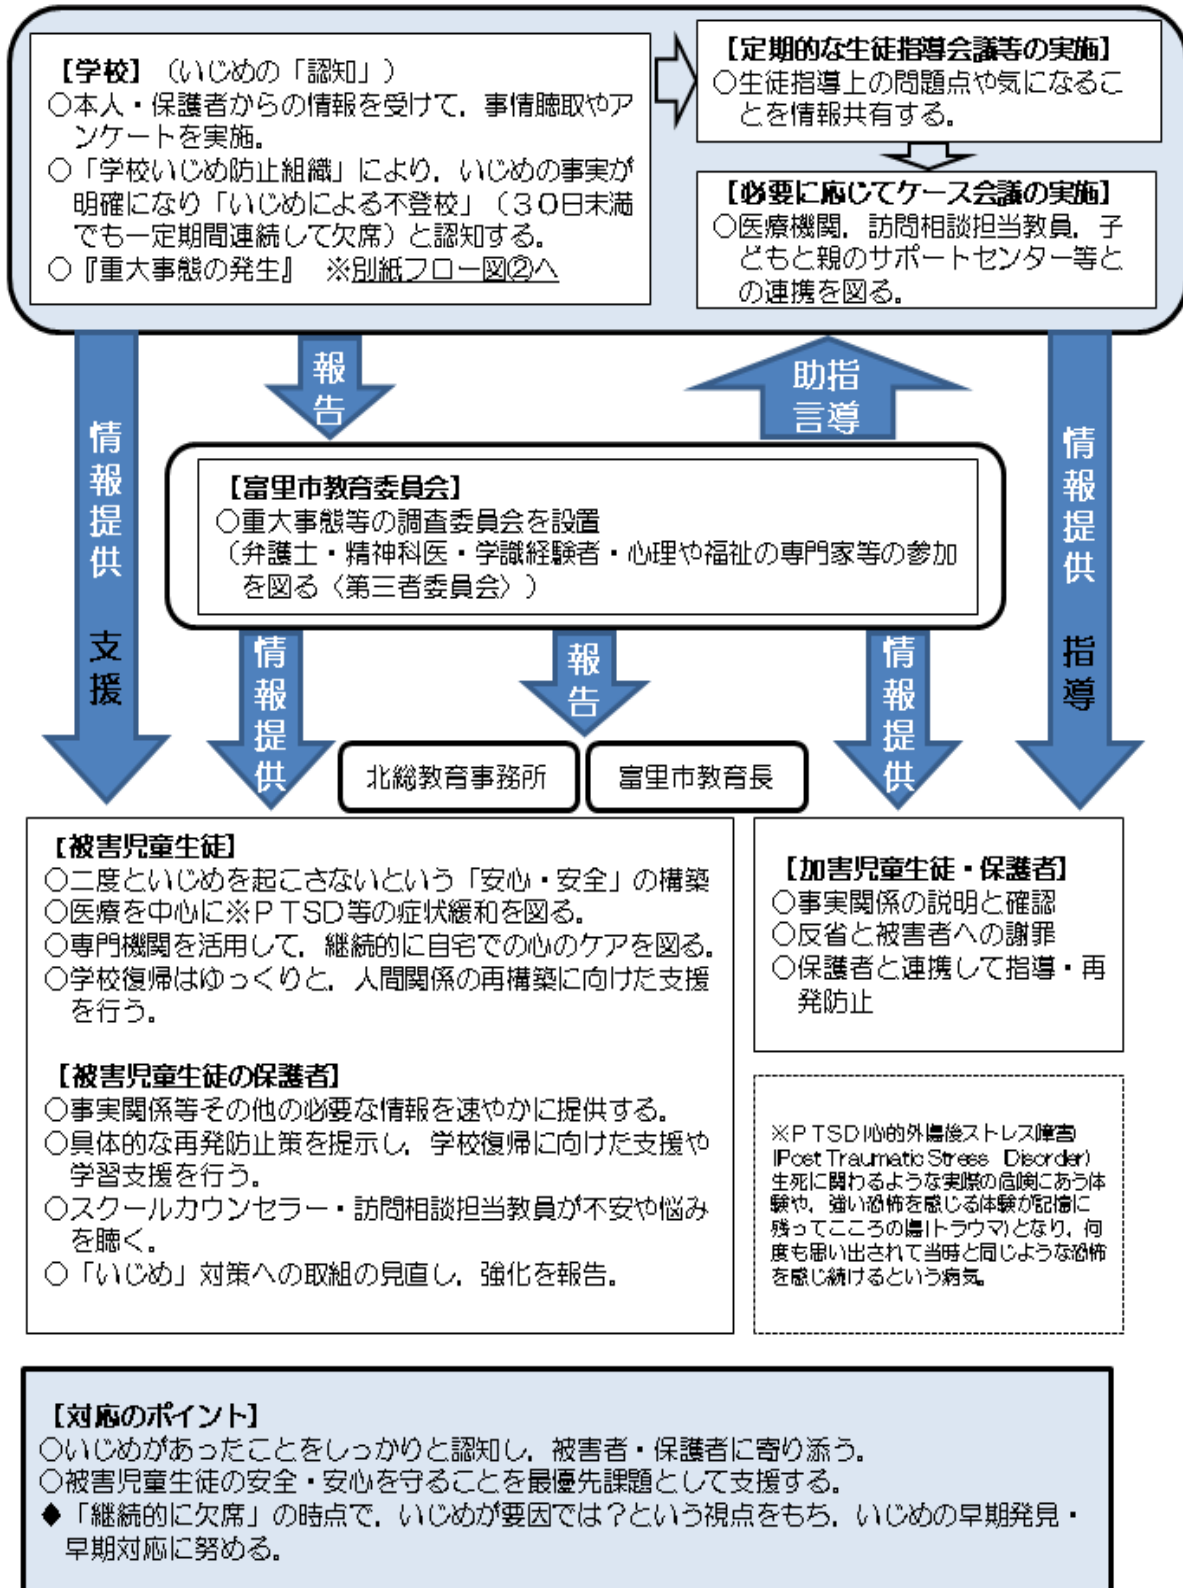 【学校】（いじめの「認知」）
○本人・保護者からの情報を受けて，事情聴取やア
ンケートを実施。
○「学校いじめ防止組織」により，いじめの事実が
明確になり「いじめによる不登校」（３０日未満
でも一定期間連続して欠席）と認知する。
○『重大事態の発生』　※別紙フロー図②へ
【定期的な生徒指導会議等の実施】
○生徒指導上の問題点や気になるこ
とを情報共有する。
【必要に応じてケース会議の実施】
○医療機関，訪問相談担当教員，子
どもと親のサポートセンター等と
の連携を図る。
情報提供　支援
報告
助言
指導
情報提供　指導
【富里市教育委員会】
○重大事態等の調査委員会を設置
（弁護士・精神科医・学識経験者・心理や福祉の専門家等の参加
を図る〈第三者委員会〉）
情報提供
報告
情報提供
北総教育事務所
富里市教育長
【被害児童生徒】
○二度といじめを起こさないという「安心・安全」の構築
○医療を中心に※ＰＴＳＤ等の症状緩和を図る。
○専門機関を活用して，継続的に自宅での心のケアを図る。
○学校復帰はゆっくりと，人間関係の再構築に向けた支援
を行う。
【被害児童生徒の保護者】
○事実関係等その他の必要な情報を速やかに提供する。
○具体的な再発防止策を提示し，学校復帰に向けた支援や
学習支援を行う。
○スクールカウンセラー・訪問相談担当教員が不安や悩み
を聴く。
○「いじめ」対策への取組の見直し，強化を報告。
【加害児童生徒・保護者】
○事実関係の説明と確認
○反省と被害者への謝罪
○保護者と連携して指導・再
発防止
※ＰＴＳＤ(心的外傷後ストレス障害)
(Post Traumatic Stress Disorder)
生死に関わるような実際の危険にあう体
験や，強い恐怖を感じる体験が記憶に
残ってこころの傷(トラウマ)となり，何
度も思い出されて当時と同じような恐怖
を感じ続けるという病気。
【対応のポイント】
○いじめがあったことをしっかりと認知し，被害者・保護者に寄り添う。
○被害児童生徒の安全・安心を守ることを最優先課題として支援する。
◆「継続的に欠席」の時点で，いじめが要因では？という視点をもち，いじめの早期発見・
早期対応に努める。